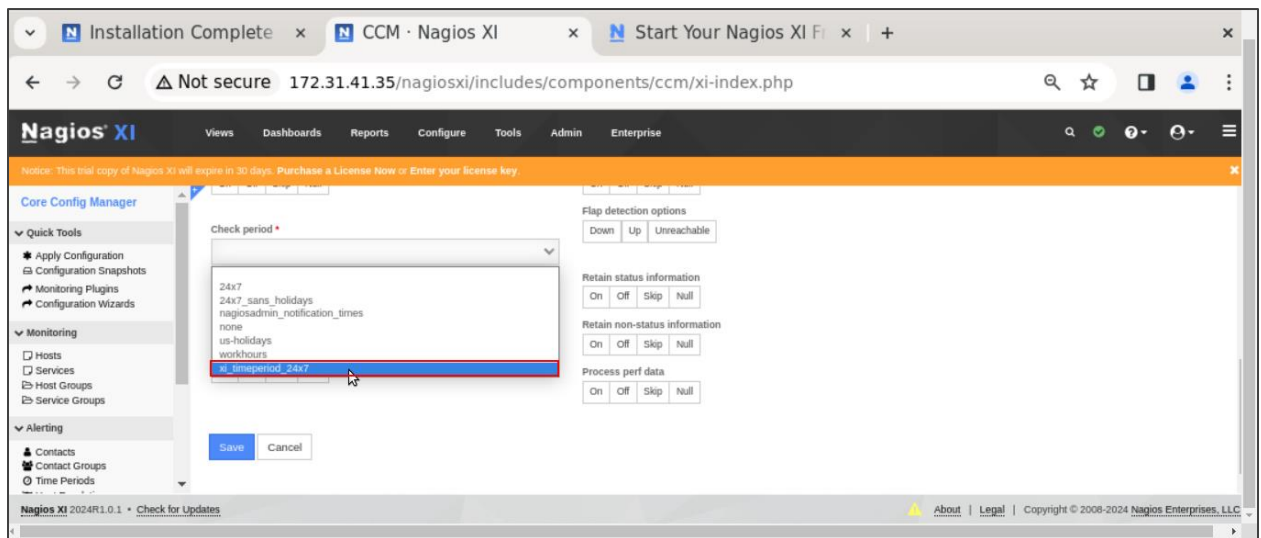 Installation Complete
CCM · Nagios XI
Start Your Nagios XI Fr
Not secure 172.31.41.35/nagiosxi/includes/components/ccm/xi-index.php
Nagios® XI
Views Dashboards Reports Configure Tools Admin Enterprise
Notice: This trial copy of Nagios XI will expire in 30 days. Purchase a License Now or Enter your license key.
Core Config Manager
Quick Tools
Apply Configuration
Configuration Snapshots
Monitoring Plugins
Configuration Wizards
Monitoring
Hosts
Services
Host Groups
Service Groups
Alerting
Contacts
Contact Groups
Time Periods
Check period *
24x7
24x7_sans_holidays
nagiosadmin_notification_times
none
us-holidays
workhours
xi_timeperiod_24x7
Save Cancel
Flap detection options
Down Up Unreachable
Retain status information
On Off Skip Null
Retain non-status information
On Off Skip Null
Process perf data
On Off Skip Null
Nagios XI 2024R1.0.1 • Check for Updates
About | Legal | Copyright © 2008-2024 Nagios Enterprises, LLC